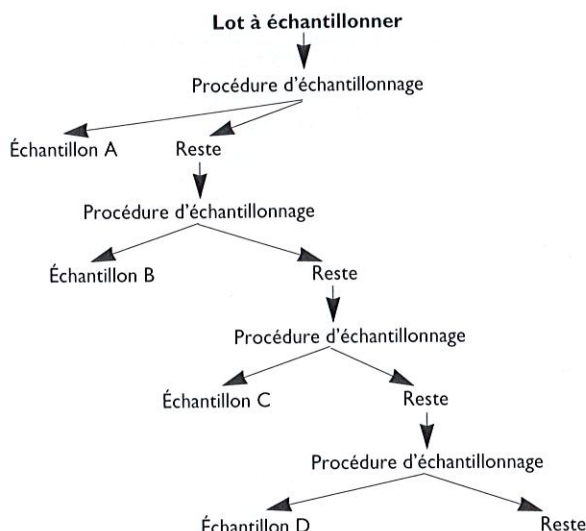 Lot à échantillonner
Procédure d'échantillonnage
Échantillon A Reste
Procédure d'échantillonnage
Échantillon B Reste
Procédure d'échantillonnage
Échantillon C Reste
Procédure d'échantillonnage
Échantillon D Reste